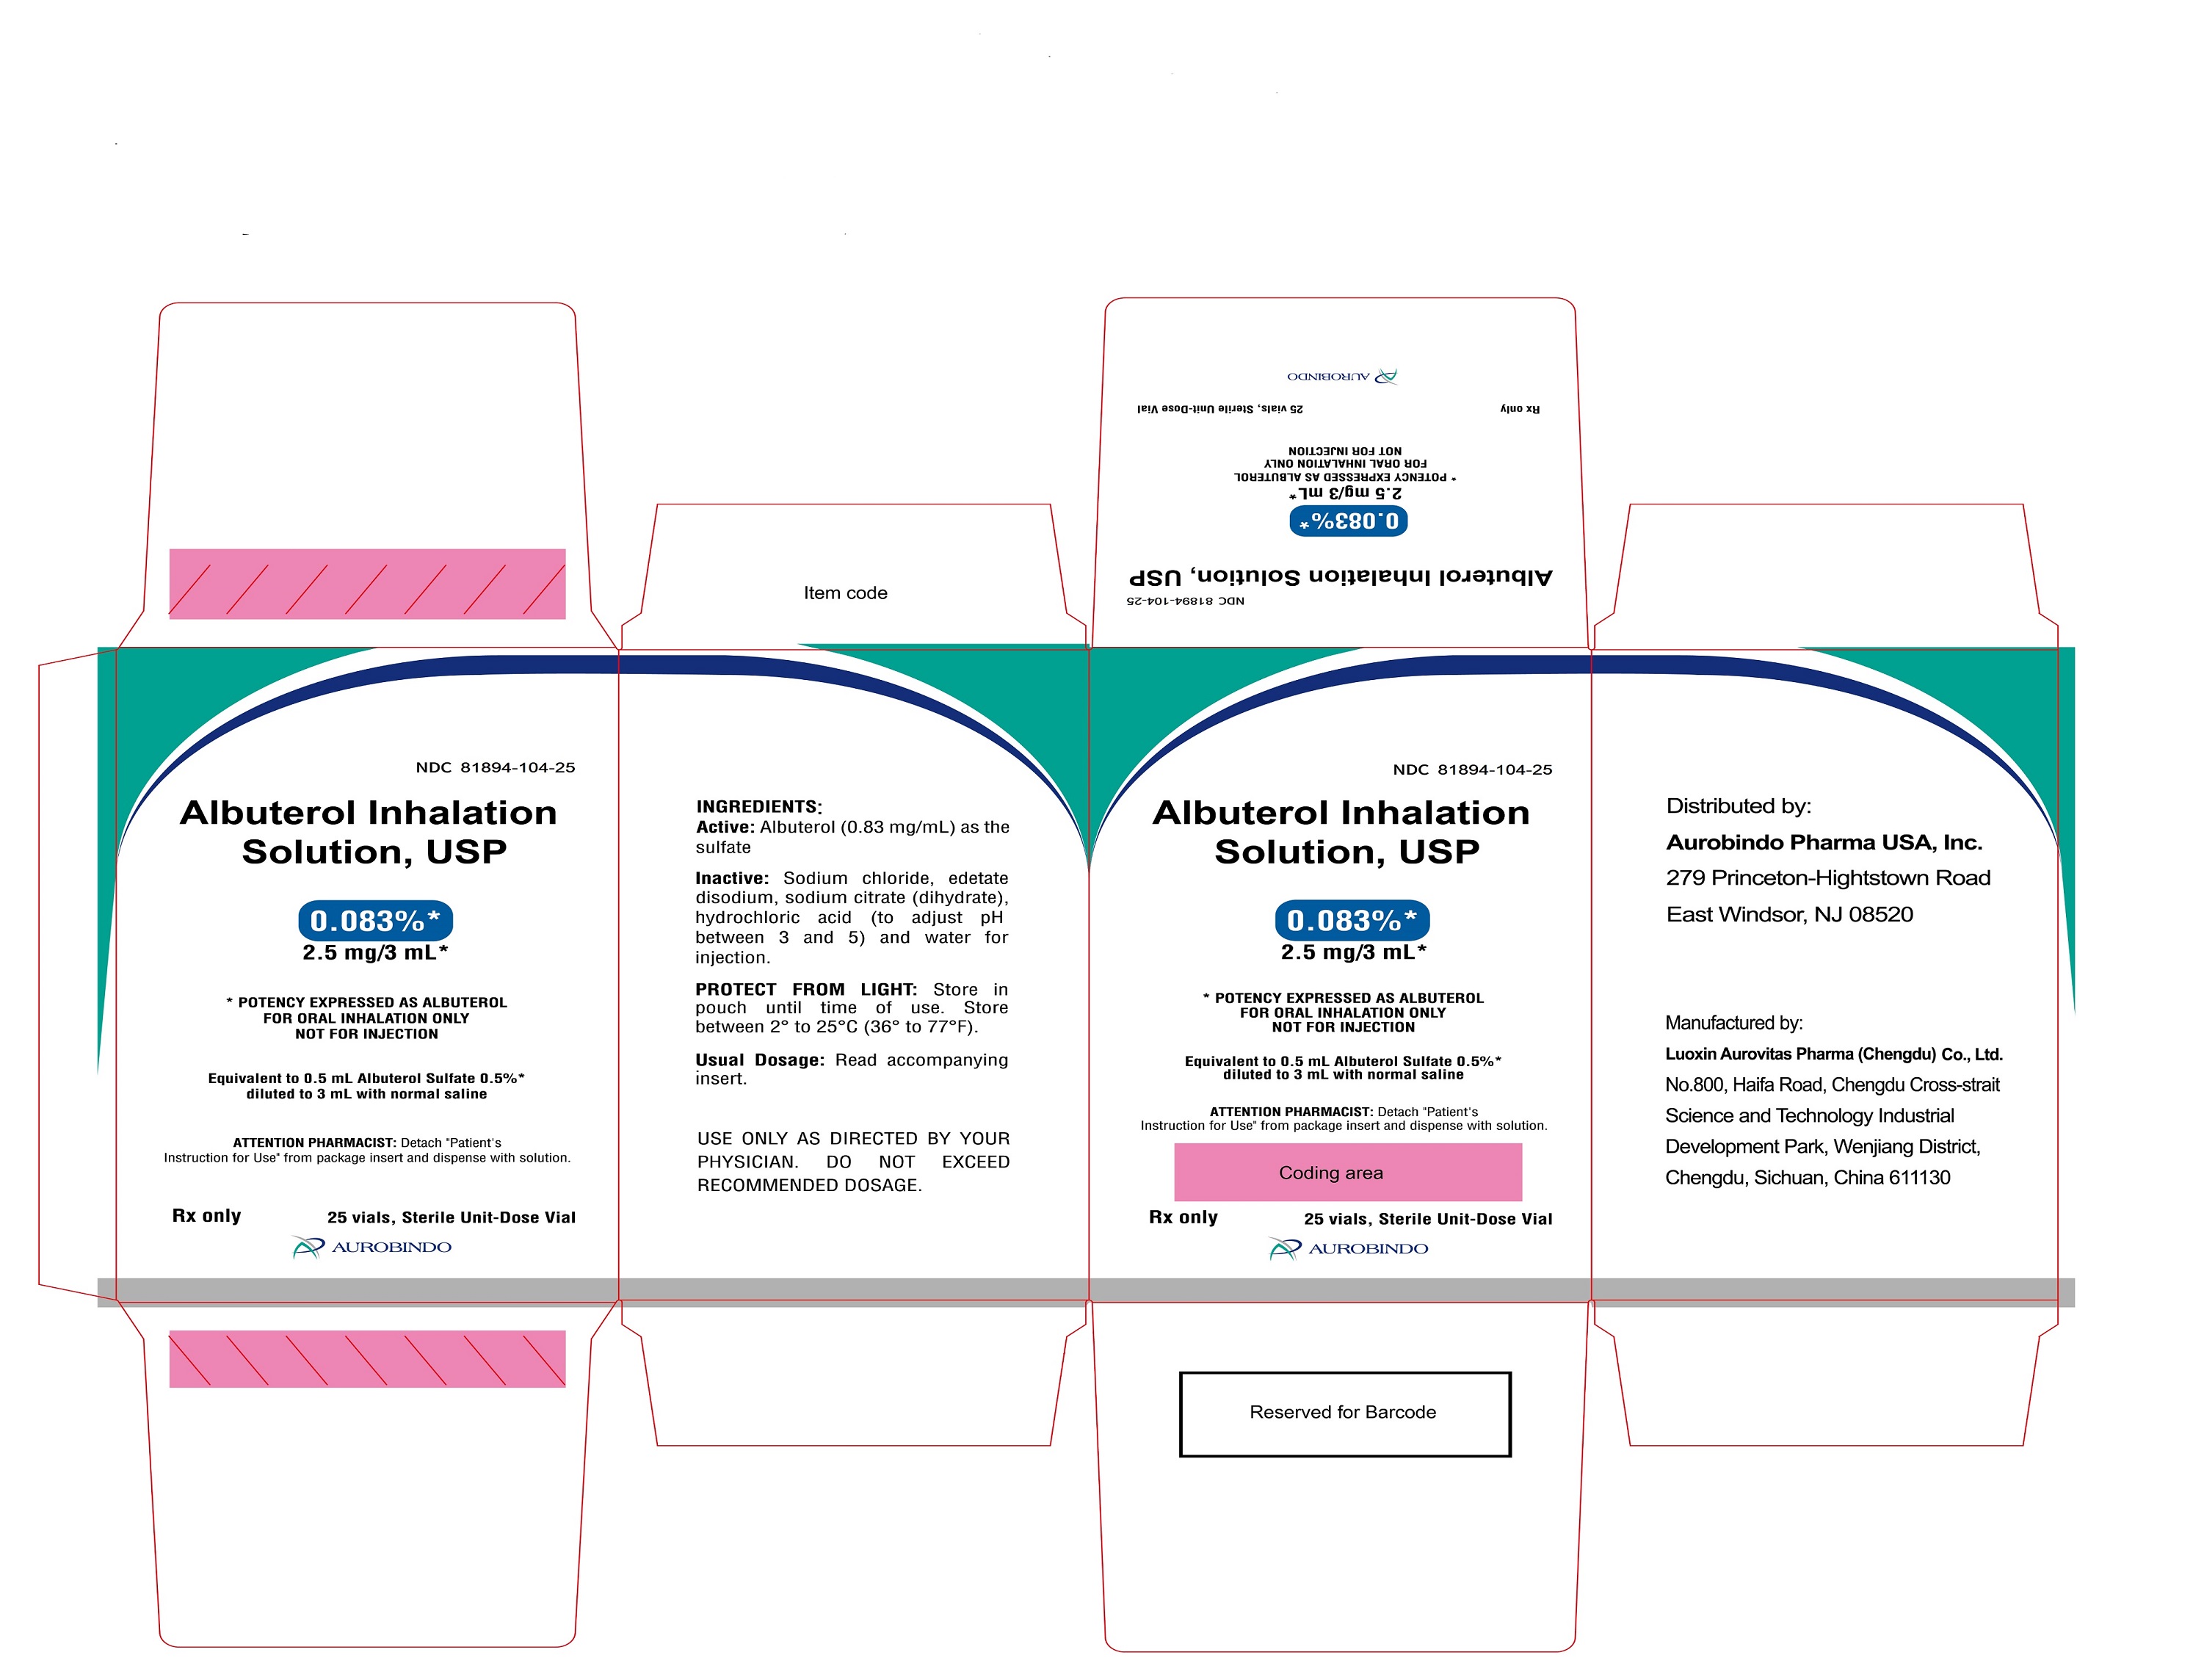 AUROBINDO
Rx only
25 vials, Sterile Unit-Dose Vial
NOT FOR INJECTION
FOR ORAL INHALATION ONLY
* POTENCY EXPRESSED AS ALBUTEROL
2.5 mg/3 mL*
0.083%*
Albuterol Inhalation Solution, USP
NDC 81894-104-25
Item code
NDC 81894-104-25
Albuterol Inhalation
Solution, USP
0.083%*
2.5 mg/3 mL*
* POTENCY EXPRESSED AS ALBUTEROL
FOR ORAL INHALATION ONLY
NOT FOR INJECTION
Equivalent to 0.5 mL Albuterol Sulfate 0.5%*
diluted to 3 mL with normal saline
ATTENTION PHARMACIST: Detach "Patient's
Instruction for Use" from package insert and dispense with solution.
Rx only
25 vials, Sterile Unit-Dose Vial
AUROBINDO
INGREDIENTS:
Active: Albuterol (0.83 mg/mL) as the
sulfate
Inactive: Sodium chloride, edetate
disodium, sodium citrate (dihydrate),
hydrochloric acid (to adjust pH
between 3 and 5) and water for
injection.
PROTECT FROM LIGHT: Store in
pouch until time of use. Store
between 2° to 25°C (36° to 77°F).
Usual Dosage: Read accompanying
insert.
USE ONLY AS DIRECTED BY YOUR
PHYSICIAN. DO NOT EXCEED
RECOMMENDED DOSAGE.
NDC 81894-104-25
Albuterol Inhalation
Solution, USP
0.083%*
2.5 mg/3 mL*
* POTENCY EXPRESSED AS ALBUTEROL
FOR ORAL INHALATION ONLY
NOT FOR INJECTION
Equivalent to 0.5 mL Albuterol Sulfate 0.5%*
diluted to 3 mL with normal saline
ATTENTION PHARMACIST: Detach "Patient's
Instruction for Use" from package insert and dispense with solution.
Coding area
Rx only
25 vials, Sterile Unit-Dose Vial
AUROBINDO
Distributed by:
Aurobindo Pharma USA, Inc.
279 Princeton-Hightstown Road
East Windsor, NJ 08520
Manufactured by:
Luoxin Aurovitas Pharma (Chengdu) Co., Ltd.
No.800, Haifa Road, Chengdu Cross-strait
Science and Technology Industrial
Development Park, Wenjiang District,
Chengdu, Sichuan, China 611130
Reserved for Barcode